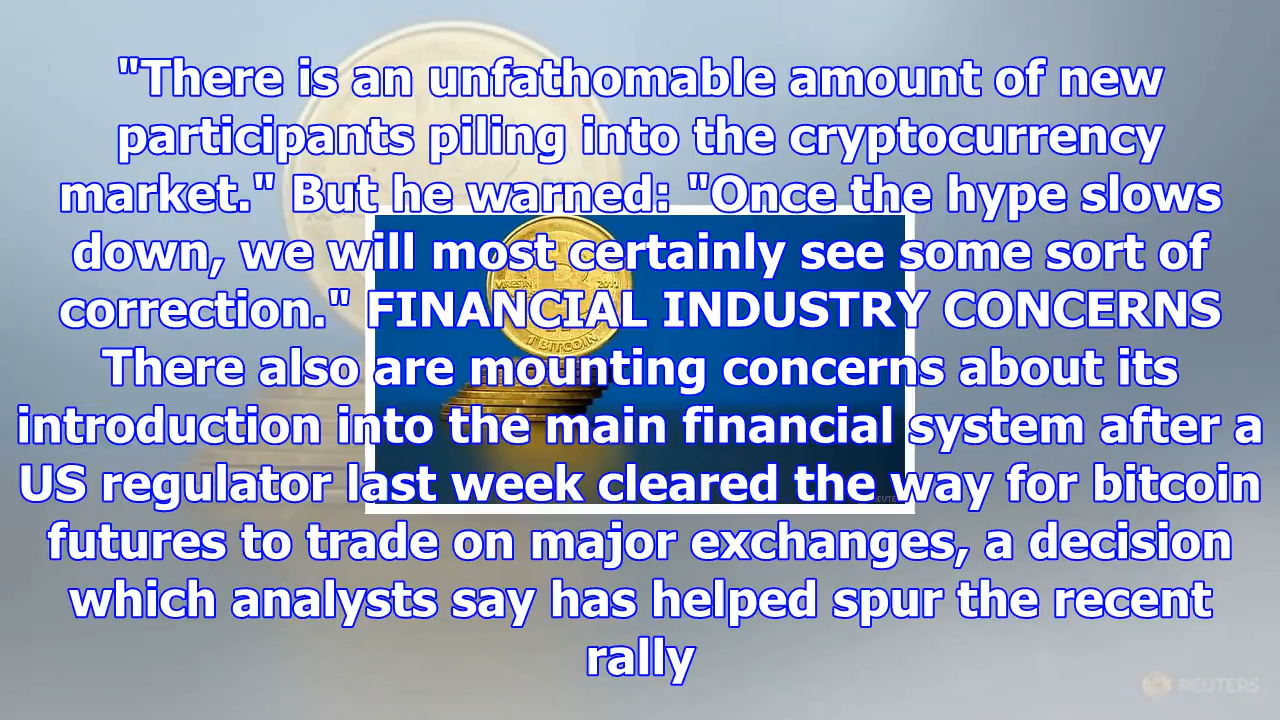 "There is an unfathomable amount of new
participants piling into the cryptocurrency
market." But he warned: "Once the hype slows
down, we will most certainly see some sort of
correction." FINANCIAL INDUSTRY CONCERNS
There also are mounting concerns about its
introduction into the main financial system after a
US regulator last week cleared the way for bitcoin
futures to trade on major exchanges, a decision
which analysts say has helped spur the recent
rally
BITCOIN
REUTERS